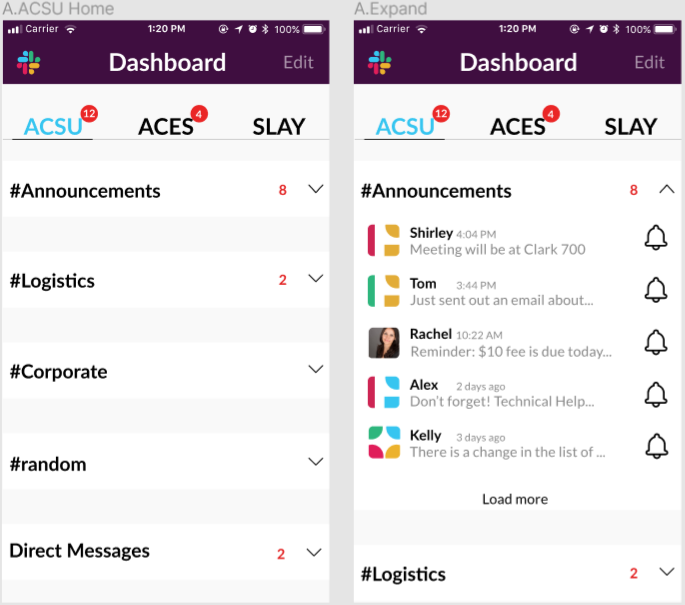 A.ACSU Home
Carrier 1:20 PM 100%
Dashboard Edit
ACSU 12 ACES 4 SLAY
#Announcements 8
#Logistics 2
#Corporate
#random
Direct Messages 2
A.Expand
Carrier 1:20 PM 100%
Dashboard Edit
ACSU 12 ACES 4 SLAY
#Announcements 8
Shirley 4:04 PM
Meeting will be at Clark 700
Tom 3:44 PM
Just sent out an email about...
Rachel 10:22 AM
Reminder: $10 fee is due today...
Alex 2 days ago
Don't forget! Technical Help...
Kelly 3 days ago
There is a change in the list of ...
Load more
#Logistics 2